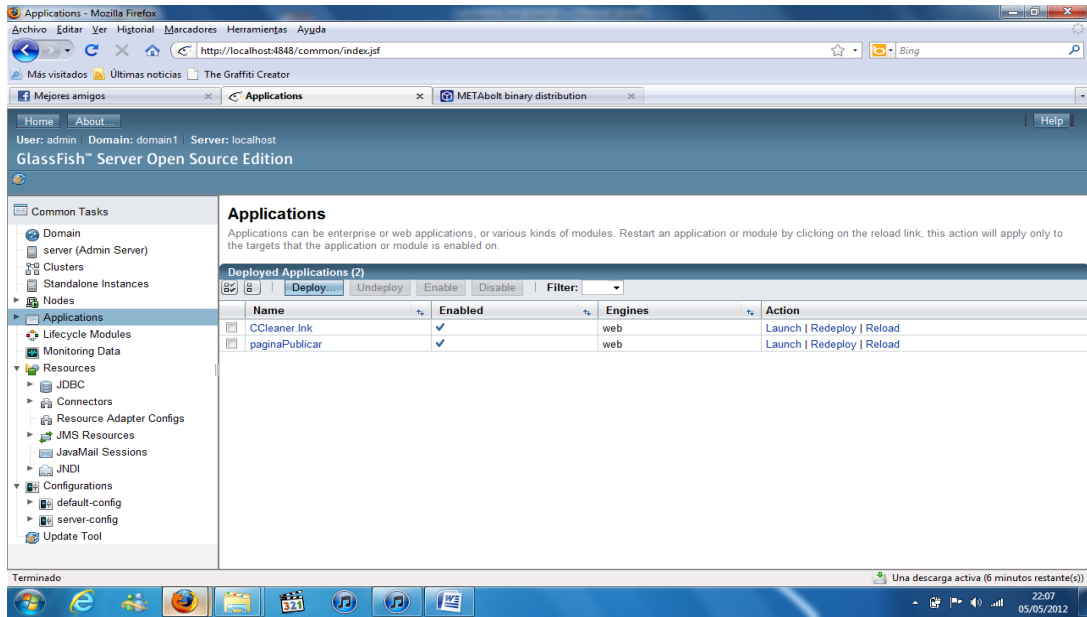 Applications - Mozilla Firefox
Archivo Editar Ver Historial Marcadores Herramientas Ayuda
http://localhost:4848/common/index.jsf
Bing
Más visitados Últimas noticias The Graffiti Creator
Mejores amigos
Applications
METAbolt binary distribution
Home About...
Help
User: admin Domain: domain1 Server: localhost
GlassFish™ Server Open Source Edition
Common Tasks
Domain
server (Admin Server)
Clusters
Standalone Instances
Nodes
Applications
Lifecycle Modules
Monitoring Data
Resources
JDBC
Connectors
Resource Adapter Configs
JMS Resources
JavaMail Sessions
JNDI
Configurations
default-config
server-config
Update Tool
Applications
Applications can be enterprise or web applications, or various kinds of modules. Restart an application or module by clicking on the reload link, this action will apply only to
the targets that the application or module is enabled on.
Deployed Applications (2)
Deploy... Undeploy Enable Disable Filter:
Name Enabled Engines Action
CCleaner.lnk web Launch | Redeploy | Reload
paginaPublicar web Launch | Redeploy | Reload
Terminado
Una descarga activa (6 minutos restante(s))
321
22:07
05/05/2012